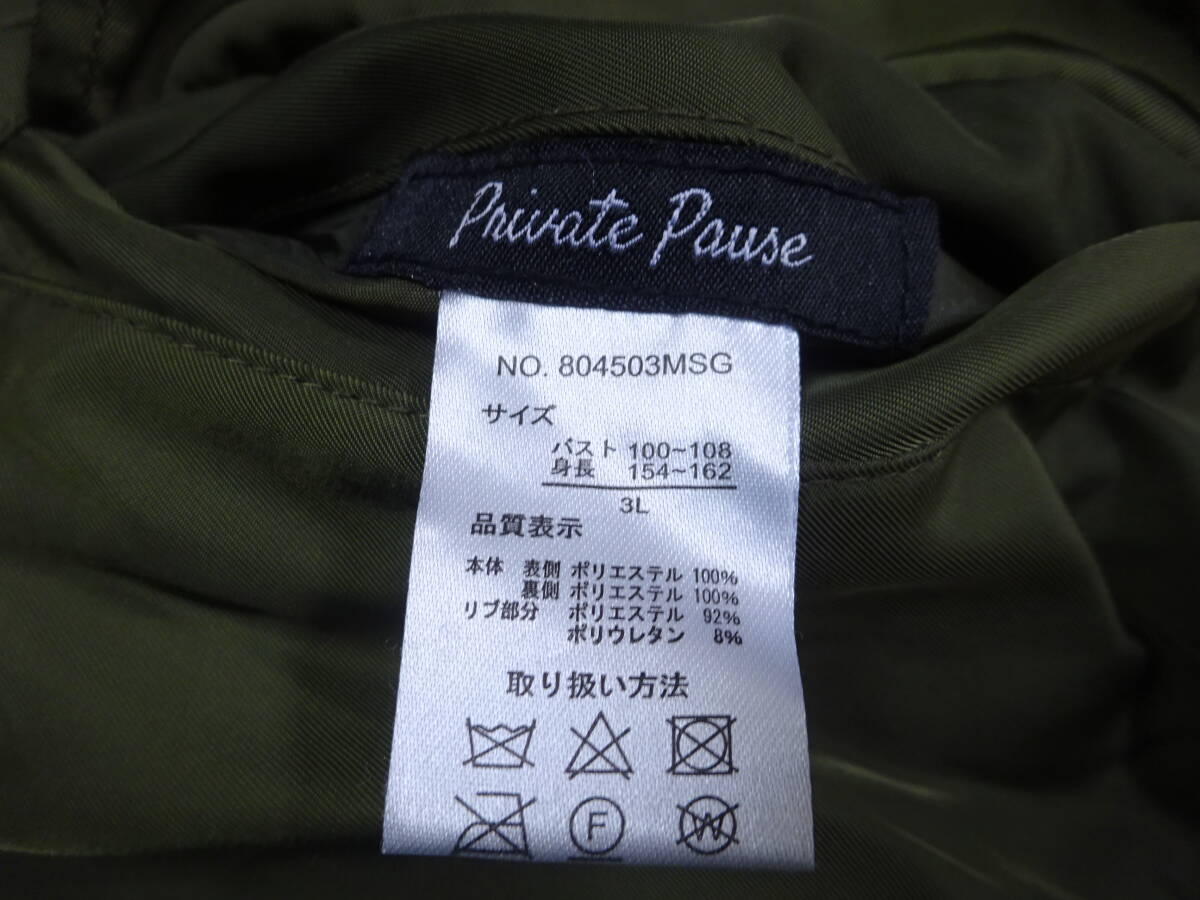 Private Pause
NO. 804503MSG
サイズ
バスト 100~108
身長 154~162
3L
品質表示
本体 表側 ポリエステル 100%
裏側 ポリエステル 100%
リブ部分 ポリエステル 92%
ポリウレタン 8%
取り扱い方法
F
W